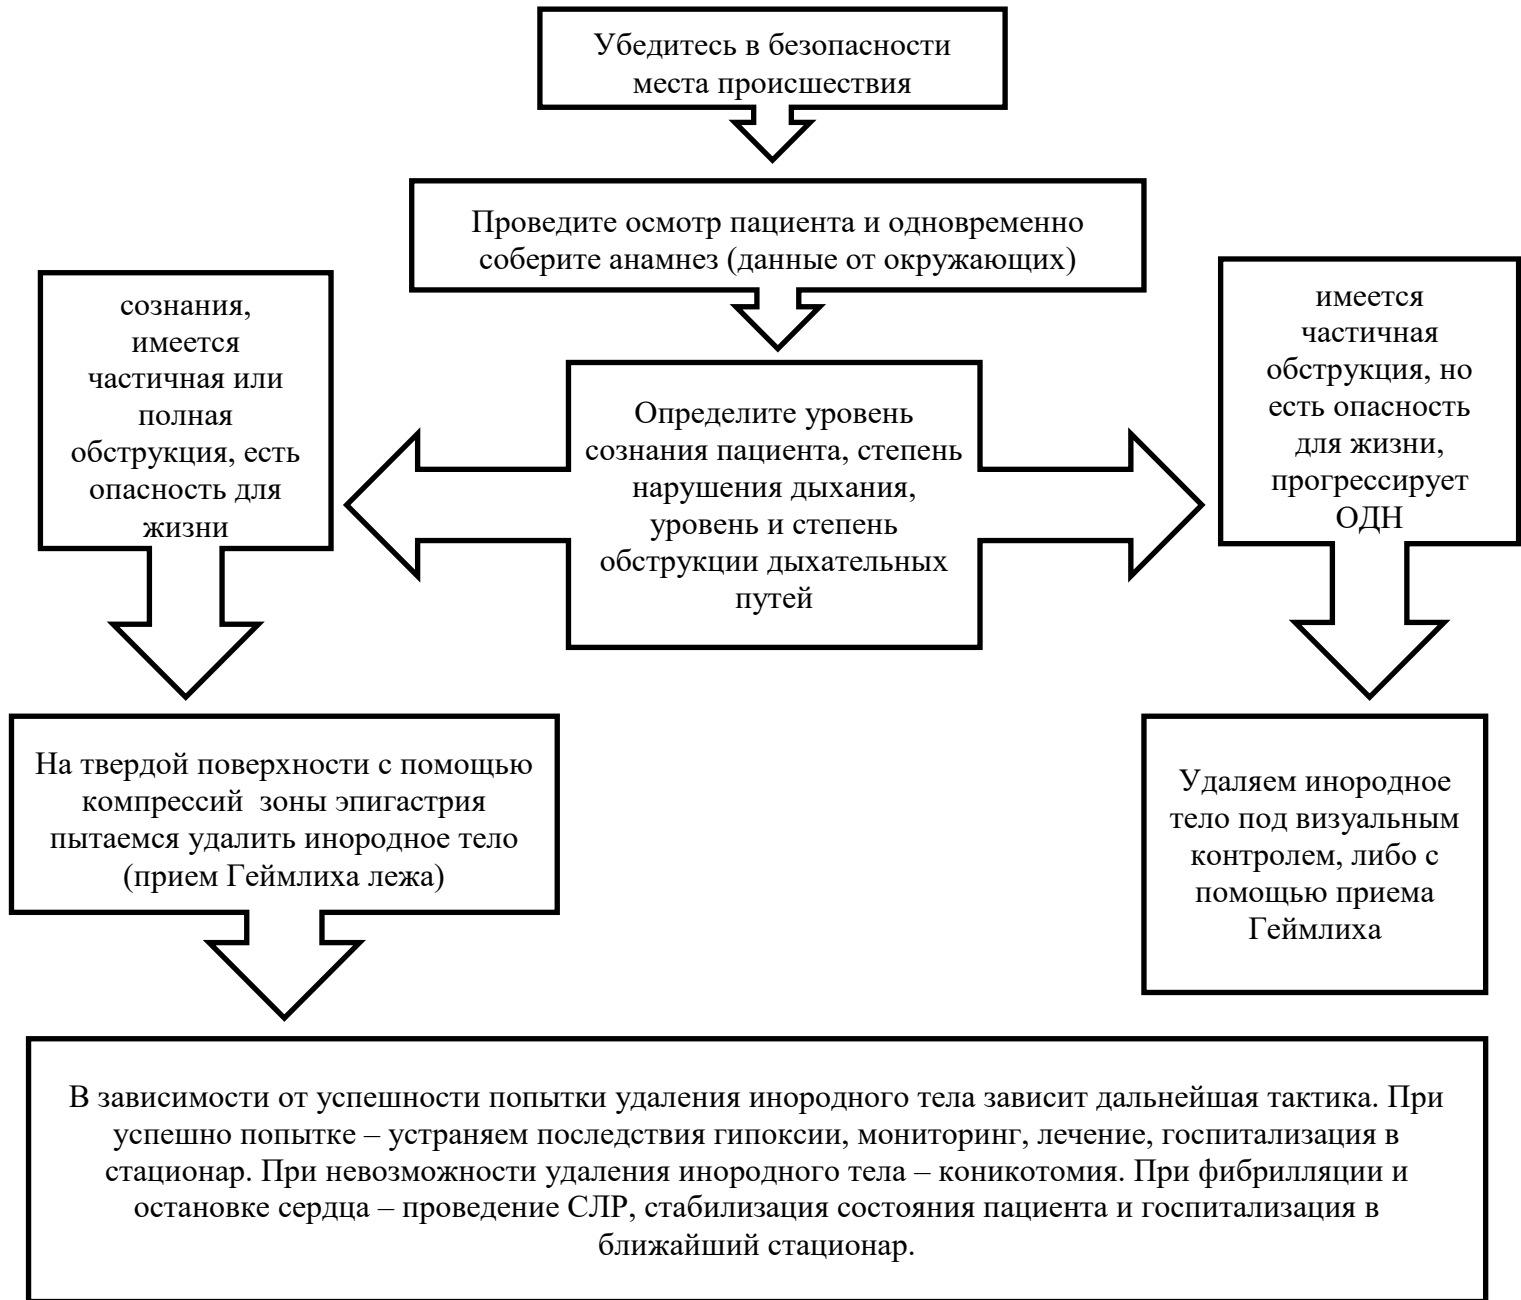 Убедитесь в безопасности
места происшествия
Проведите осмотр пациента и одновременно
соберите анамнез (данные от окружающих)
сознания,
имеется
частичная или
полная
обструкция, есть
опасность для
жизни
Определите уровень
сознания пациента, степень
нарушения дыхания,
уровень и степень
обструкции дыхательных
путей
имеется
частичная
обструкция, но
есть опасность
для жизни,
прогрессирует
ОДН
На твердой поверхности с помощью
компрессий зоны эпигастрия
пытаемся удалить инородное тело
(прием Геймлиха лежа)
Удаляем инородное
тело под визуальным
контролем, либо с
помощью приема
Геймлиха
В зависимости от успешности попытки удаления инородного тела зависит дальнейшая тактика. При
успешно попытке – устраняем последствия гипоксии, мониторинг, лечение, госпитализация в
стационар. При невозможности удаления инородного тела – коникотомия. При фибрилляции и
остановке сердца – проведение СЛР, стабилизация состояния пациента и госпитализация в
ближайший стационар.